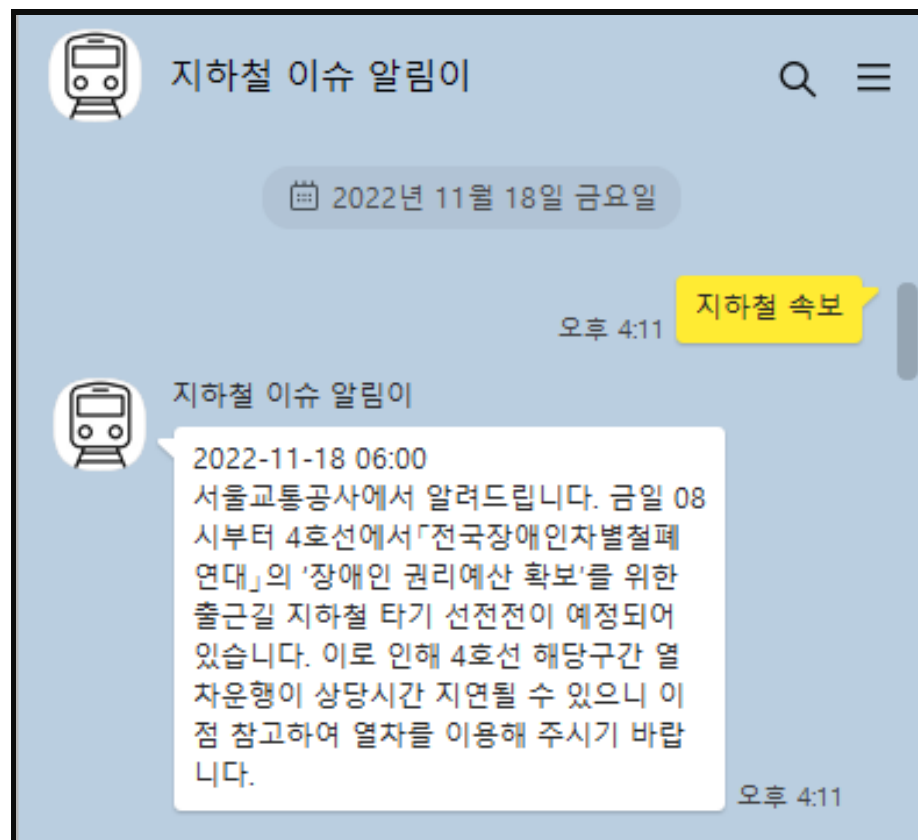 지하철 이슈 알림이
2022년 11월 18일 금요일
지하철 속보
오후 4:11
지하철 이슈 알림이
2022-11-18 06:00
서울교통공사에서 알려드립니다. 금일 08
시부터 4호선에서「전국장애인차별철폐
연대」의 '장애인 권리예산 확보'를 위한
출근길 지하철 타기 선전전이 예정되어
있습니다. 이로 인해 4호선 해당구간 열
차운행이 상당시간 지연될 수 있으니 이
점 참고하여 열차를 이용해 주시기 바랍
니다.
오후 4:11